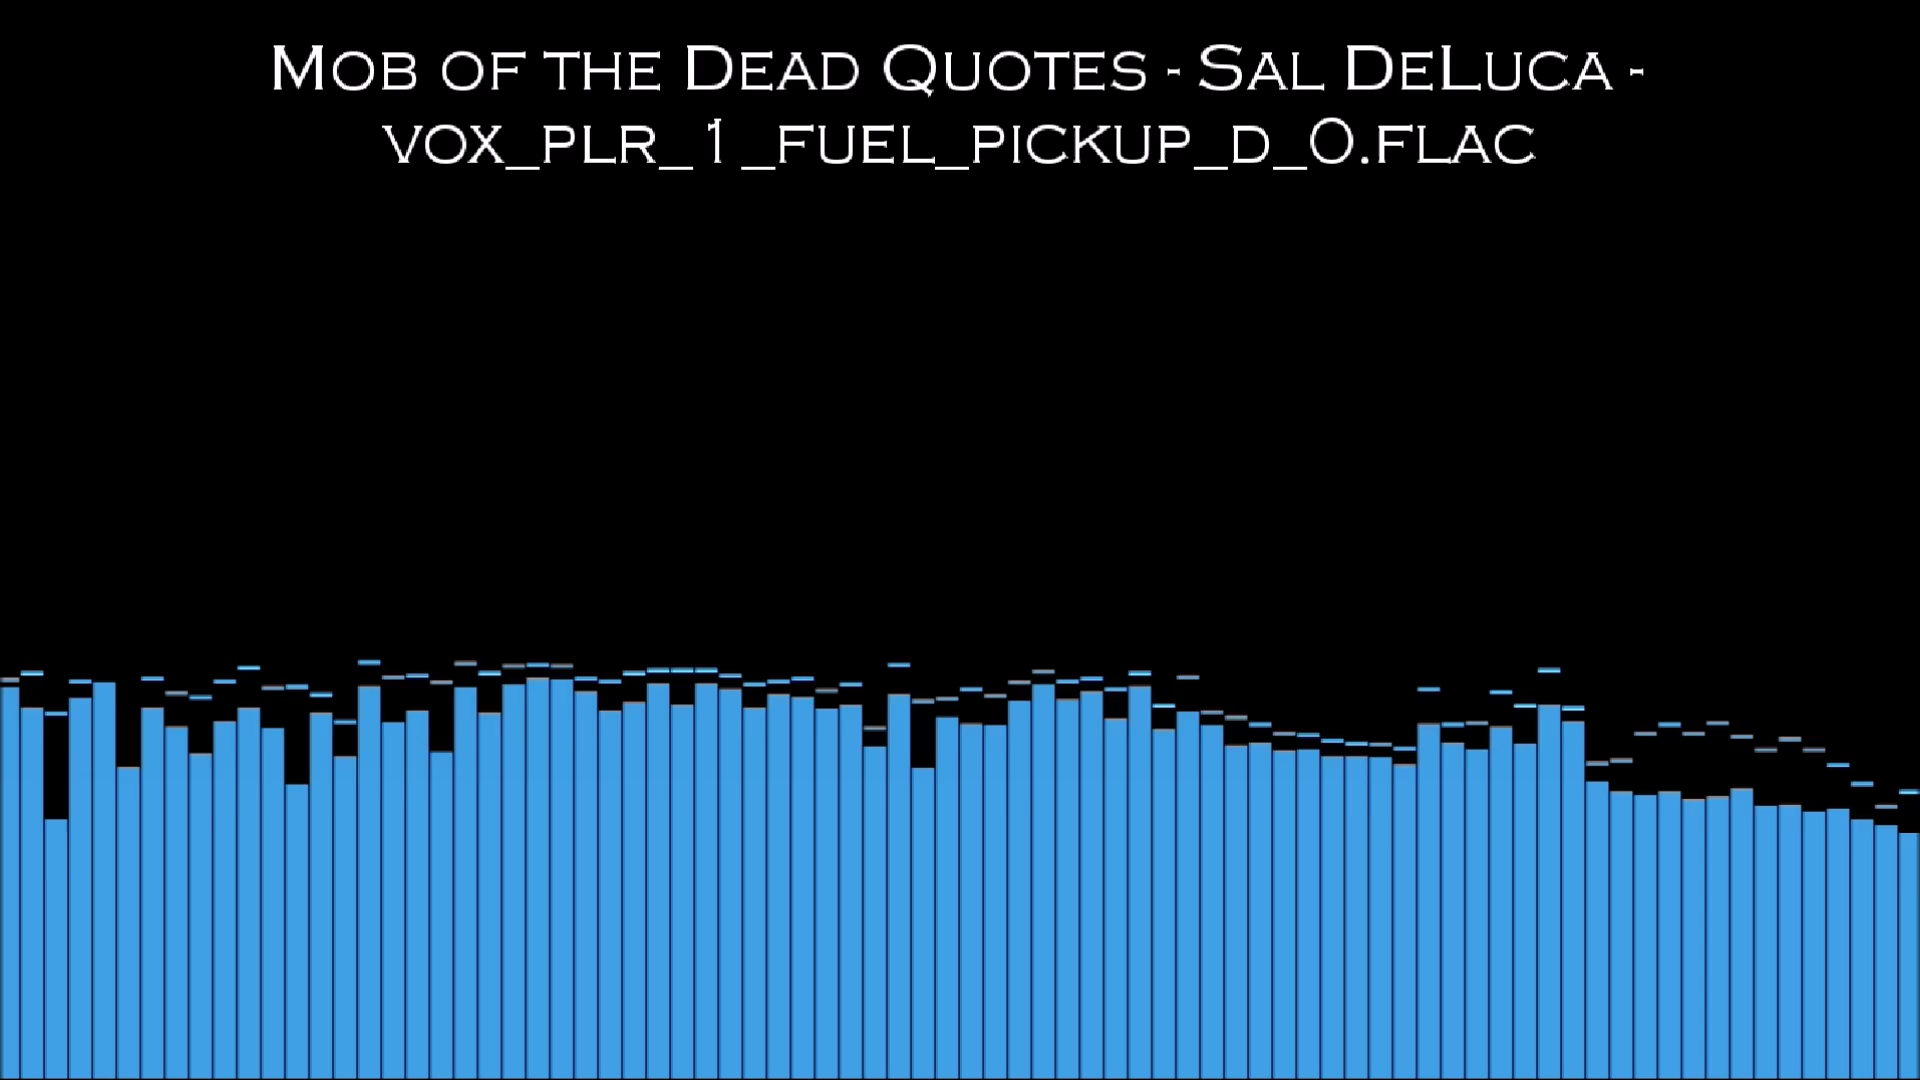 Mob of the Dead Quotes - Sal DeLuca -
vox_plr_1_fuel_pickup_d_0.flac